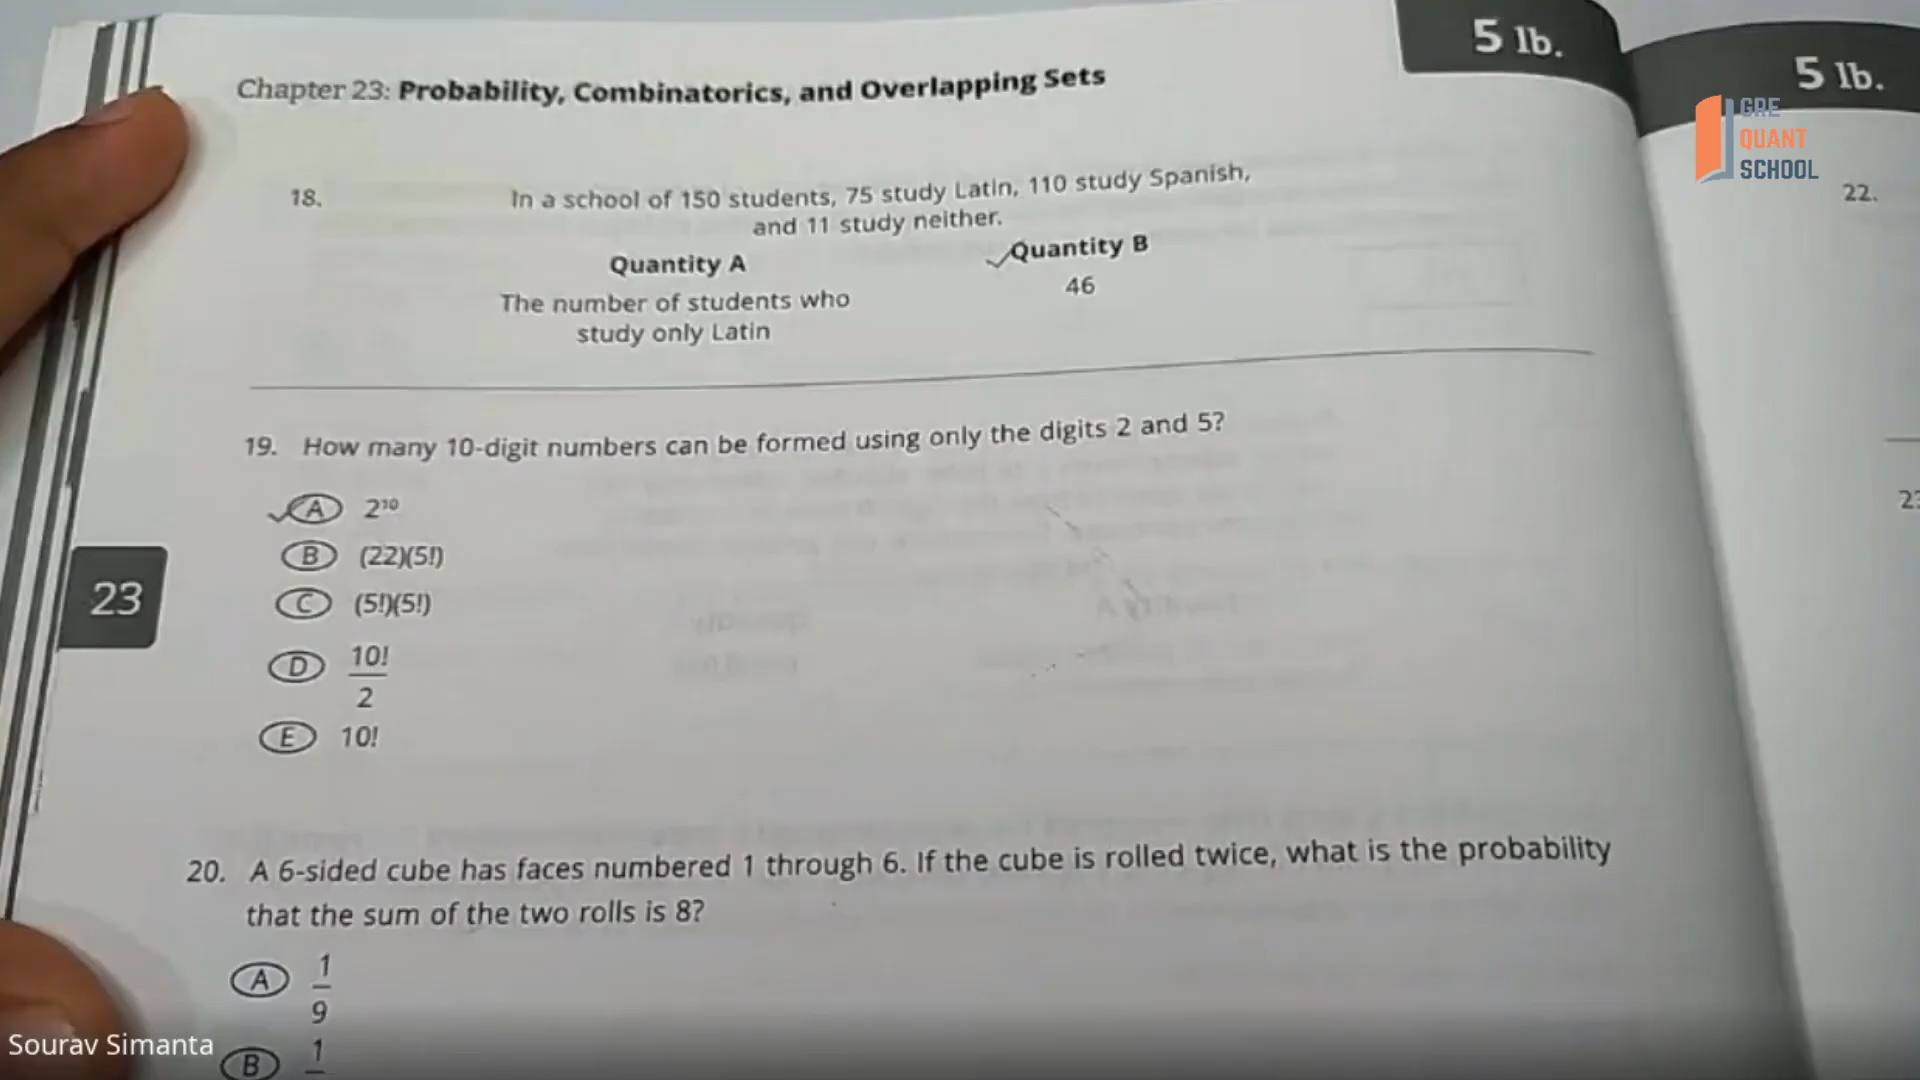 5 lb.
5 lb.
Chapter 23: Probability, Combinatorics, and Overlapping Sets
GRE
QUANT
SCHOOL
22.
18. In a school of 150 students, 75 study Latin, 110 study Spanish,
and 11 study neither.
Quantity A Quantity B
The number of students who 46
study only Latin
19. How many 10-digit numbers can be formed using only the digits 2 and 5?
A 2¹⁰
B (22)(5!)
C (5!)(5!)
23
D 10!
2
E 10!
20. A 6-sided cube has faces numbered 1 through 6. If the cube is rolled twice, what is the probability
that the sum of the two rolls is 8?
A 1
9
Sourav Simanta
B 1